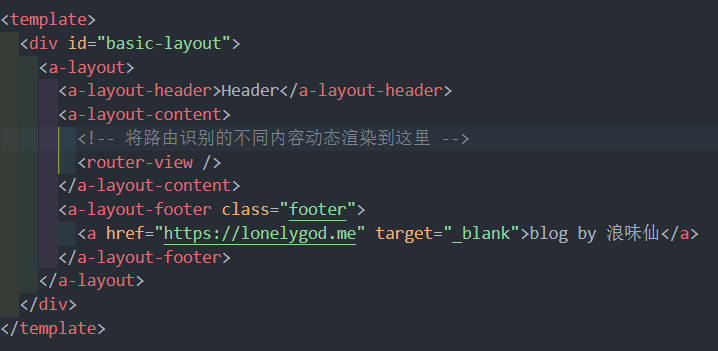 <template>
<div id="basic-layout">
<a-layout>
<a-layout-header>Header</a-layout-header>
<a-layout-content>
<!-- 将路由识别的不同内容动态渲染到这里 -->
<router-view />
</a-layout-content>
<a-layout-footer class="footer">
<a href="https://lonelygod.me" target="_blank">blog by 浪味仙</a>
</a-layout-footer>
</a-layout>
</div>
</template>